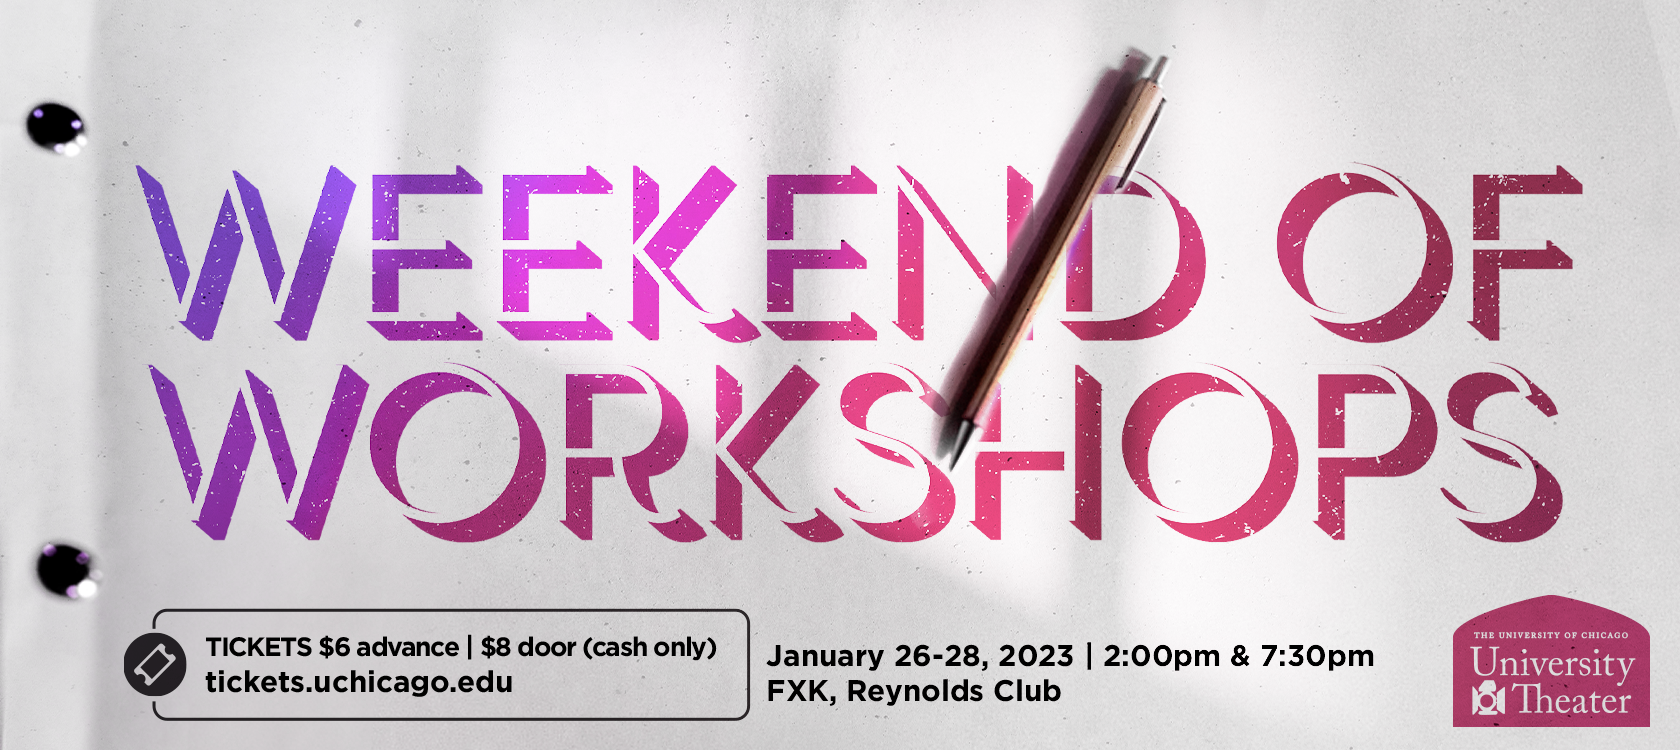 WEEKEND OF
WORKSHOPS
TICKETS $6 advance | $8 door (cash only)
tickets.uchicago.edu
January 26-28, 2023 | 2:00pm & 7:30pm
FXK, Reynolds Club
THE UNIVERSITY OF CHICAGO
University
Theater